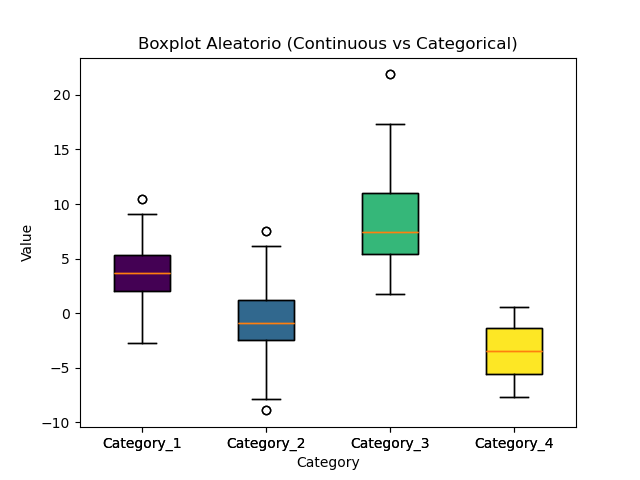 Boxplot Aleatorio (Continuous vs Categorical)
Value
20
15
10
5
0
−5
−10
Category_1
Category_2
Category_3
Category_4
Category